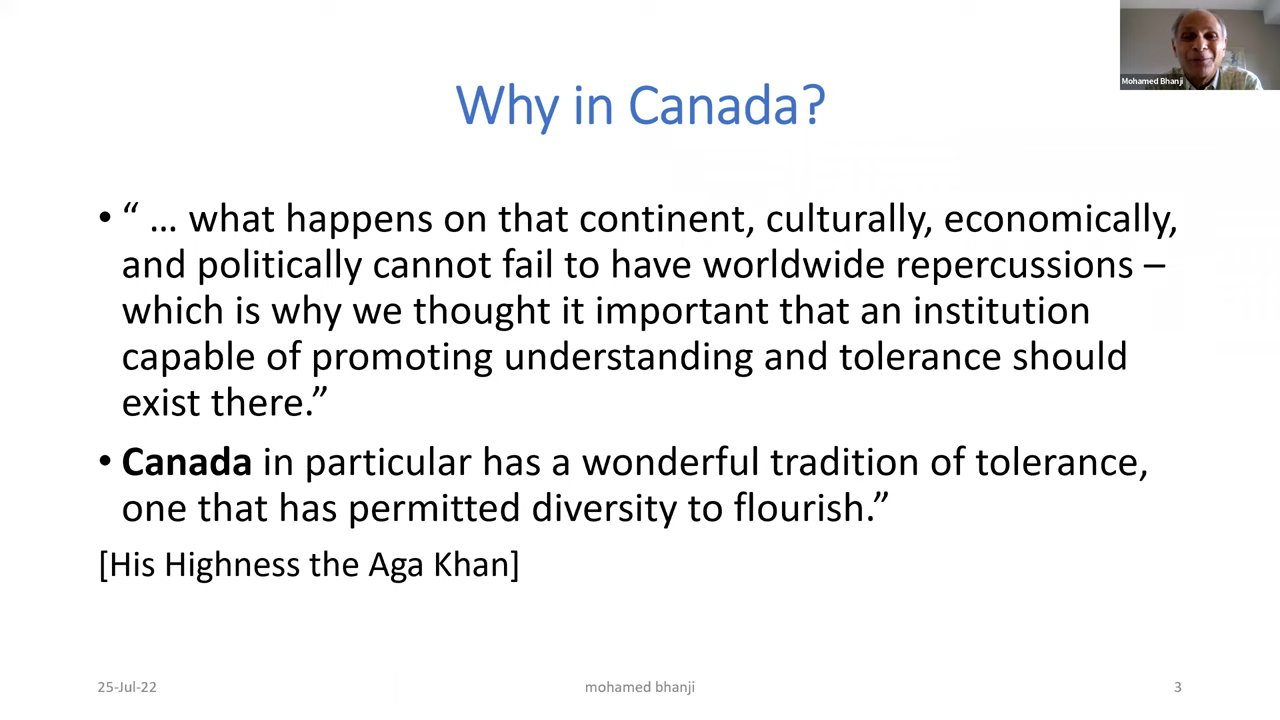 Mohamed Bhanji
Why in Canada?
• “ … what happens on that continent, culturally, economically,
and politically cannot fail to have worldwide repercussions –
which is why we thought it important that an institution
capable of promoting understanding and tolerance should
exist there.”
• Canada in particular has a wonderful tradition of tolerance,
one that has permitted diversity to flourish.”
[His Highness the Aga Khan]
25-Jul-22 mohamed bhanji 3